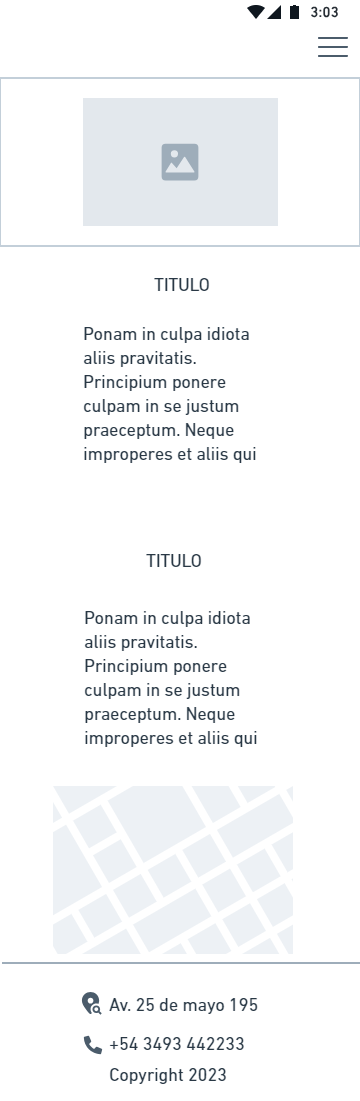 3:03
TITULO
Ponam in culpa idiota
aliis pravitatis.
Principium ponere
culpam in se justum
praeceptum. Neque
improperes et aliis qui
TITULO
Ponam in culpa idiota
aliis pravitatis.
Principium ponere
culpam in se justum
praeceptum. Neque
improperes et aliis qui
Av. 25 de mayo 195
+54 3493 442233
Copyright 2023